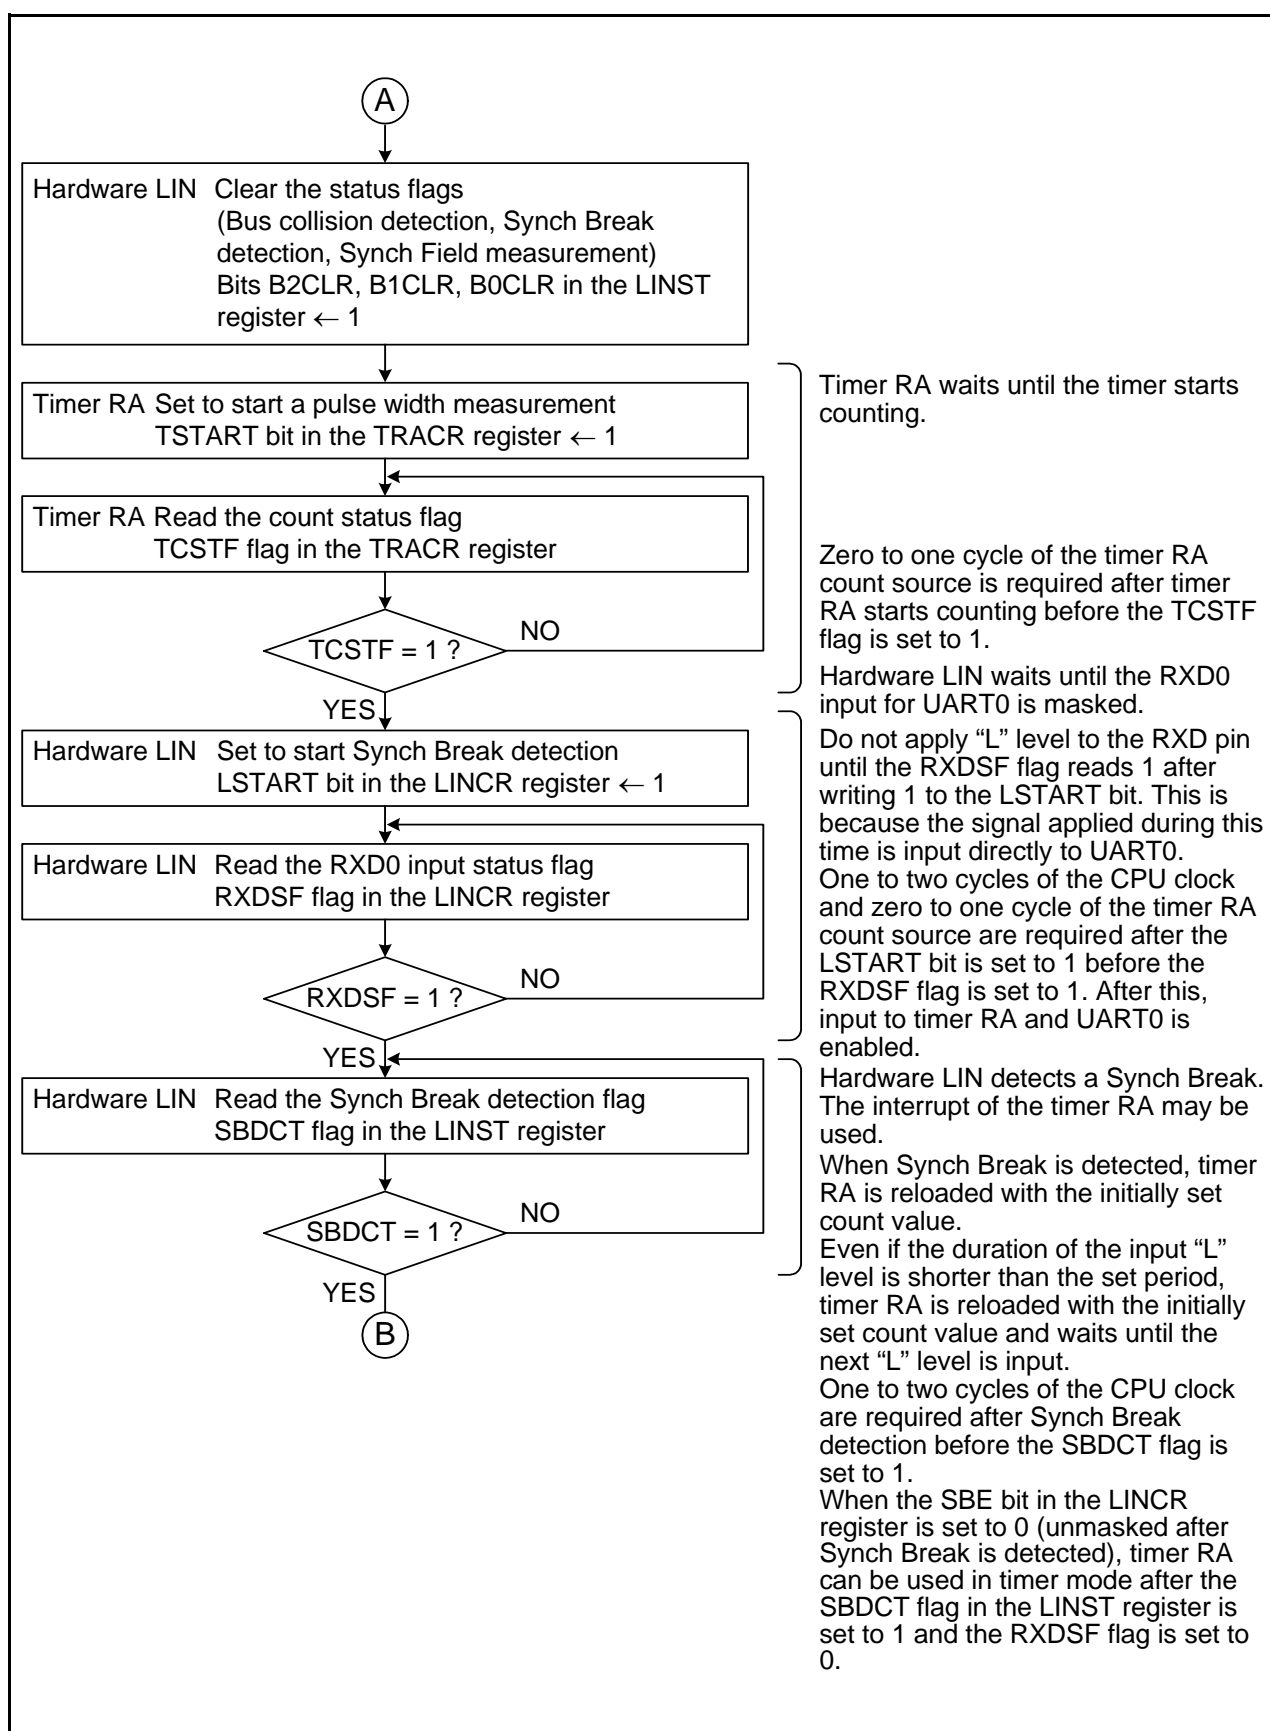 A
Hardware LIN Clear the status flags
(Bus collision detection, Synch Break
detection, Synch Field measurement)
Bits B2CLR, B1CLR, B0CLR in the LINST
register ← 1
Timer RA Set to start a pulse width measurement
TSTART bit in the TRACR register ← 1
Timer RA Read the count status flag
TCSTF flag in the TRACR register
TCSTF = 1 ?
NO
YES
Hardware LIN Set to start Synch Break detection
LSTART bit in the LINCR register ← 1
Hardware LIN Read the RXD0 input status flag
RXDSF flag in the LINCR register
RXDSF = 1 ?
NO
YES
Hardware LIN Read the Synch Break detection flag
SBDCT flag in the LINST register
SBDCT = 1 ?
NO
YES
B
Timer RA waits until the timer starts
counting.
Zero to one cycle of the timer RA
count source is required after timer
RA starts counting before the TCSTF
flag is set to 1.
Hardware LIN waits until the RXD0
input for UART0 is masked.
Do not apply “L” level to the RXD pin
until the RXDSF flag reads 1 after
writing 1 to the LSTART bit. This is
because the signal applied during this
time is input directly to UART0.
One to two cycles of the CPU clock
and zero to one cycle of the timer RA
count source are required after the
LSTART bit is set to 1 before the
RXDSF flag is set to 1. After this,
input to timer RA and UART0 is
enabled.
Hardware LIN detects a Synch Break.
The interrupt of the timer RA may be
used.
When Synch Break is detected, timer
RA is reloaded with the initially set
count value.
Even if the duration of the input “L”
level is shorter than the set period,
timer RA is reloaded with the initially
set count value and waits until the
next “L” level is input.
One to two cycles of the CPU clock
are required after Synch Break
detection before the SBDCT flag is
set to 1.
When the SBE bit in the LINCR
register is set to 0 (unmasked after
Synch Break is detected), timer RA
can be used in timer mode after the
SBDCT flag in the LINST register is
set to 1 and the RXDSF flag is set to
0.